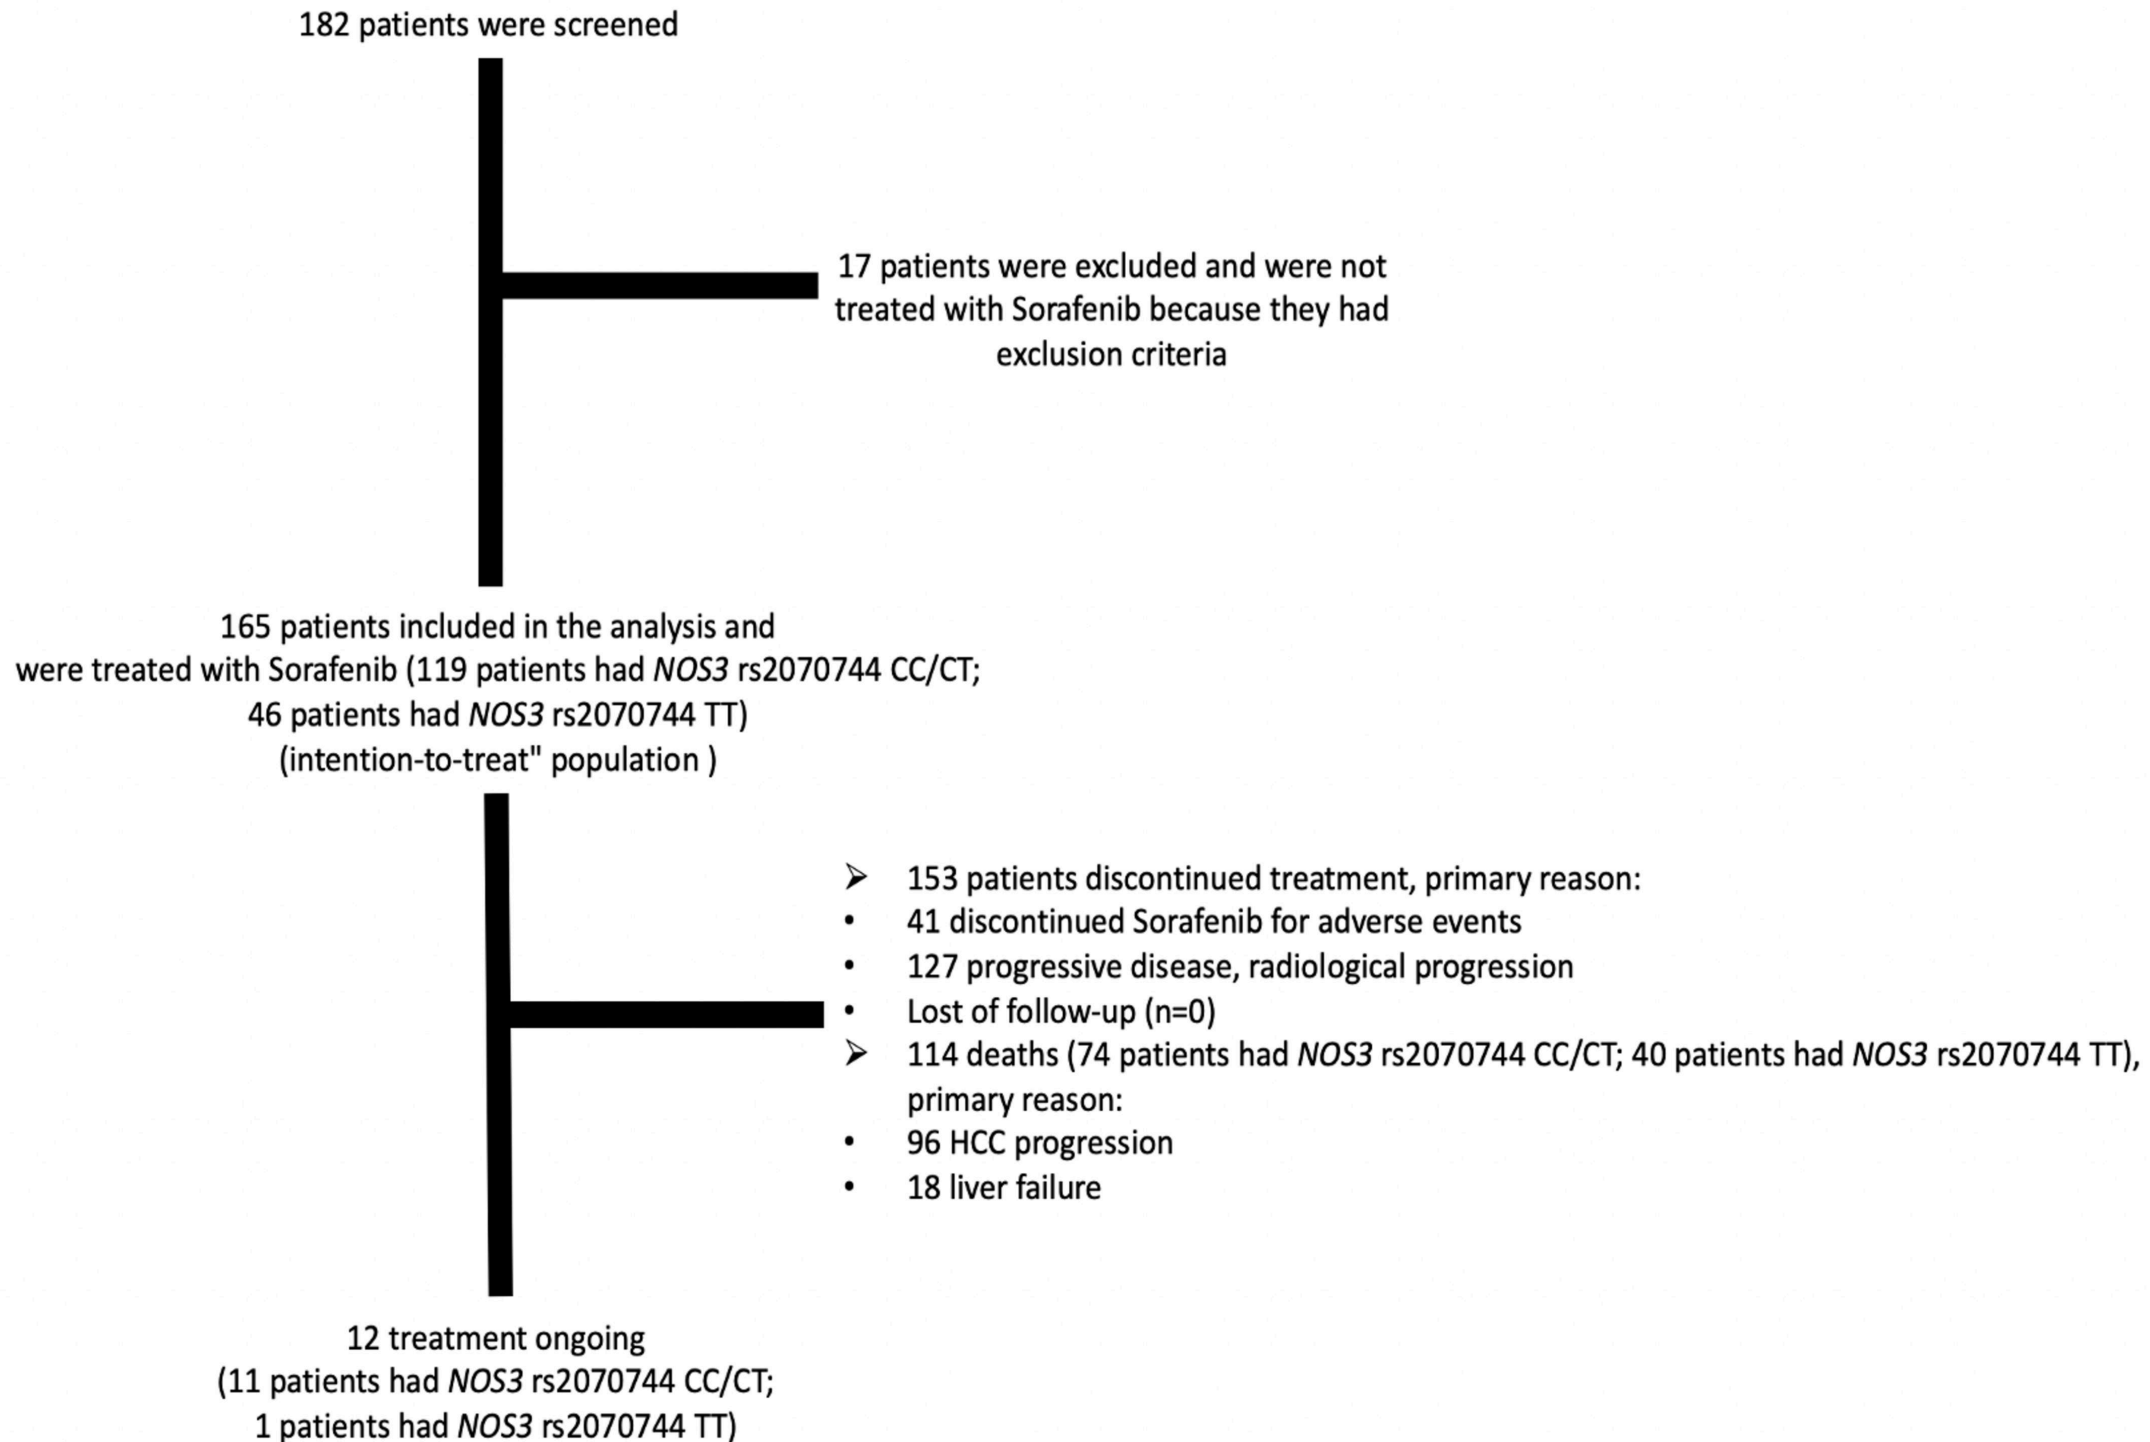 182 patients were screened
17 patients were excluded and were not
treated with Sorafenib because they had
exclusion criteria
165 patients included in the analysis and
were treated with Sorafenib (119 patients had NOS3 rs2070744 CC/CT;
46 patients had NOS3 rs2070744 TT)
(intention-to-treat" population )
➢ 153 patients discontinued treatment, primary reason:
• 41 discontinued Sorafenib for adverse events
• 127 progressive disease, radiological progression
• Lost of follow-up (n=0)
➢ 114 deaths (74 patients had NOS3 rs2070744 CC/CT; 40 patients had NOS3 rs2070744 TT),
primary reason:
• 96 HCC progression
• 18 liver failure
12 treatment ongoing
(11 patients had NOS3 rs2070744 CC/CT;
1 patients had NOS3 rs2070744 TT)